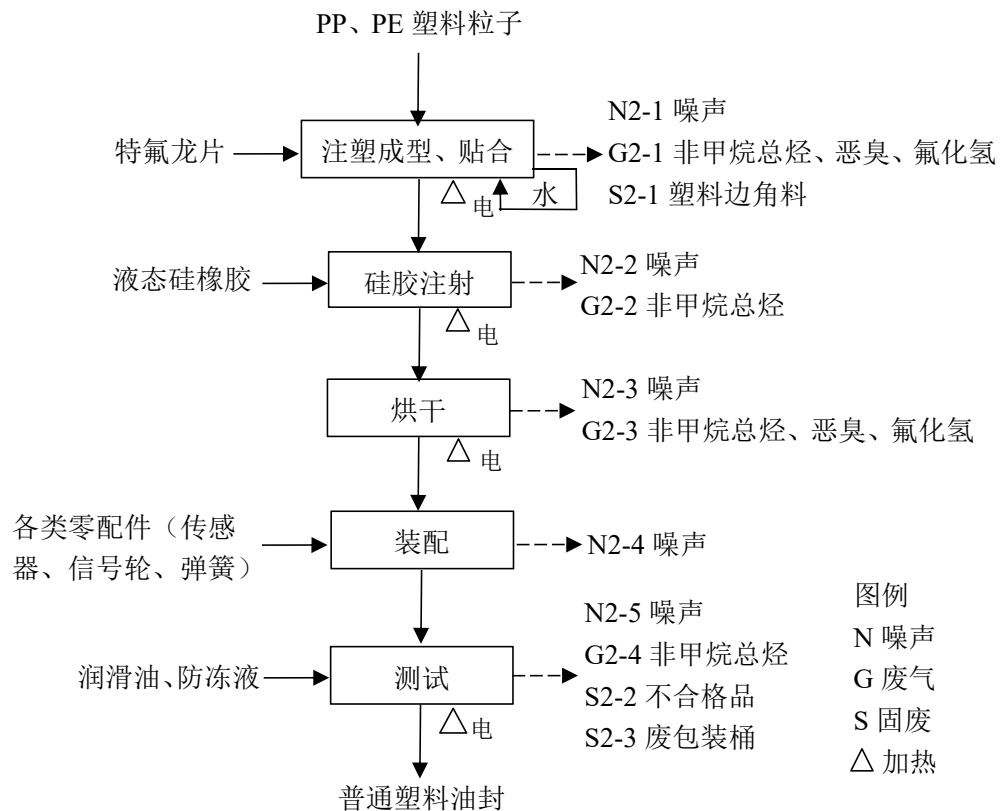 PP、PE 塑料粒子
特氟龙片
注塑成型、贴合
N2-1 噪声
G2-1 非甲烷总烃、恶臭、氟化氢
S2-1 塑料边角料
电
水
液态硅橡胶
硅胶注射
N2-2 噪声
G2-2 非甲烷总烃
电
烘干
N2-3 噪声
G2-3 非甲烷总烃、恶臭、氟化氢
电
各类零配件（传感
器、信号轮、弹簧）
装配
N2-4 噪声
润滑油、防冻液
测试
N2-5 噪声
G2-4 非甲烷总烃
S2-2 不合格品
S2-3 废包装桶
电
普通塑料油封
图例
N 噪声
G 废气
S 固废
△ 加热